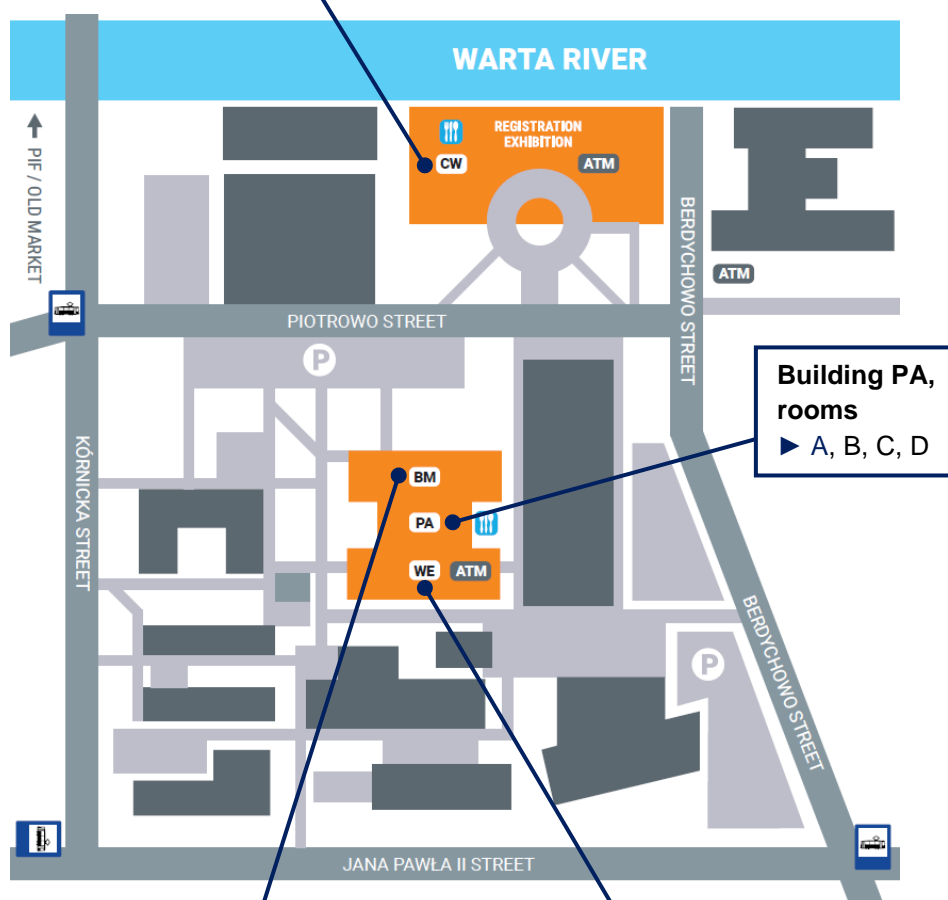 WARTA RIVER
REGISTRATION
EXHIBITION
CW
ATM
PIF / OLD MARKET
BERDYCHOWO STREET
ATM
PIOTROWO STREET
P
Building PA,
rooms
► A, B, C, D
KÓRNICKA STREET
BM
PA
WE
ATM
BERDYCHOWO STREET
P
JANA PAWŁA II STREET